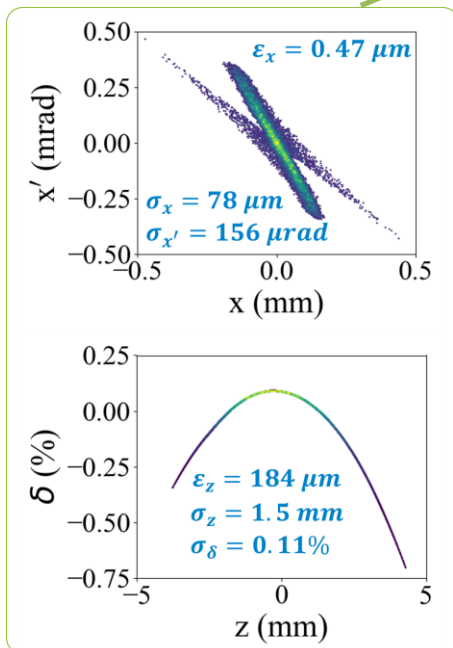 0.50
εx = 0.47 μm
0.25
x′ (mrad)
0.00
−0.25
σx = 78 μm
σx′ = 156 μrad
−0.50
−0.5
0.0
0.5
x (mm)
0.25
0.00
δ (%)
−0.25
εz = 184 μm
σz = 1.5 mm
−0.50
σδ = 0.11%
−0.75
−5
0
5
z (mm)